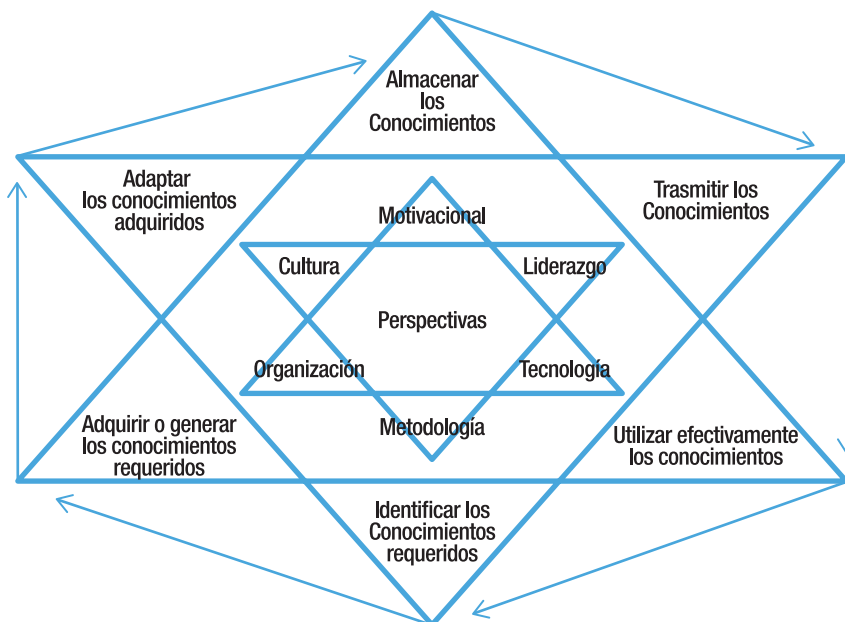 Almacenar
los
Conocimientos
Adaptar
los conocimientos
adquiridos
Trasmitir los
Conocimientos
Motivacional
Cultura
Liderazgo
Perspectivas
Organización
Tecnología
Metodología
Adquirir o generar
los conocimientos
requeridos
Utilizar efectivamente
los conocimientos
Identificar los
Conocimientos
requeridos